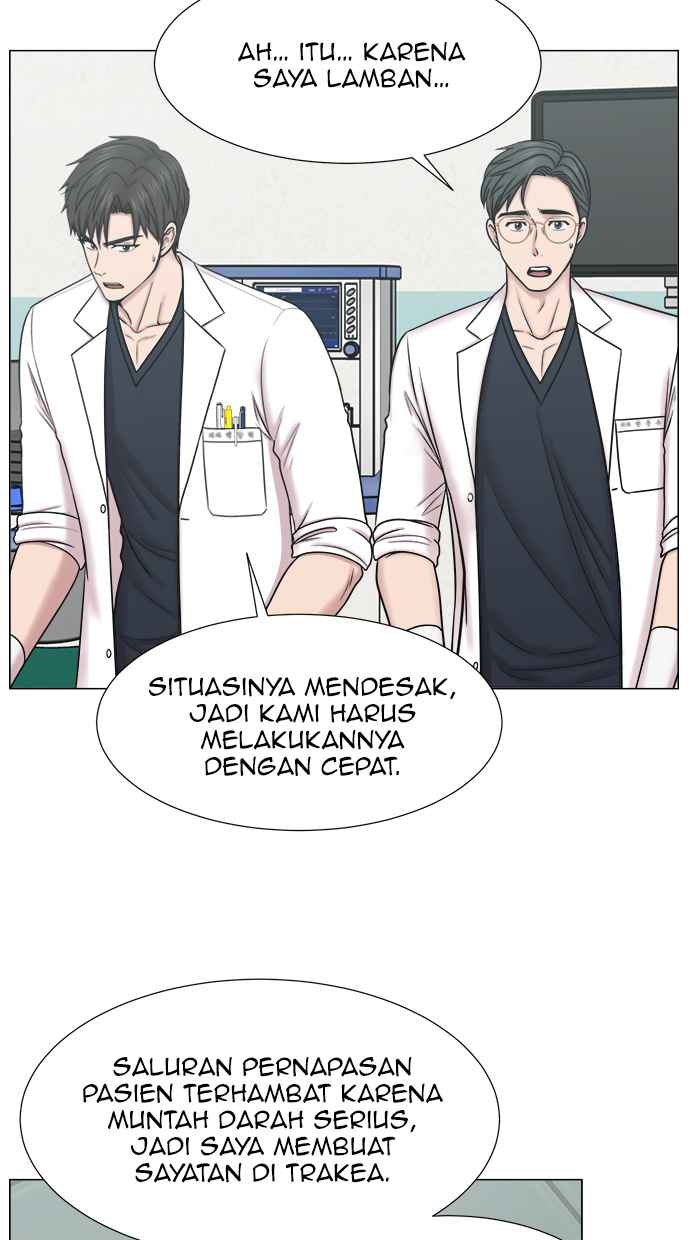 AH... ITU... KARENA
SAYA LAMBAN...
SITUASINYA MENDESAK,
JADI KAMI HARUS
MELAKUKANNYA
DENGAN CEPAT.
SALURAN PERNAPASAN
PASIEN TERHAMBAT KARENA
MUNTAH DARAH SERIUS,
JADI SAYA MEMBUAT
SAYATAN DI TRAKEA.